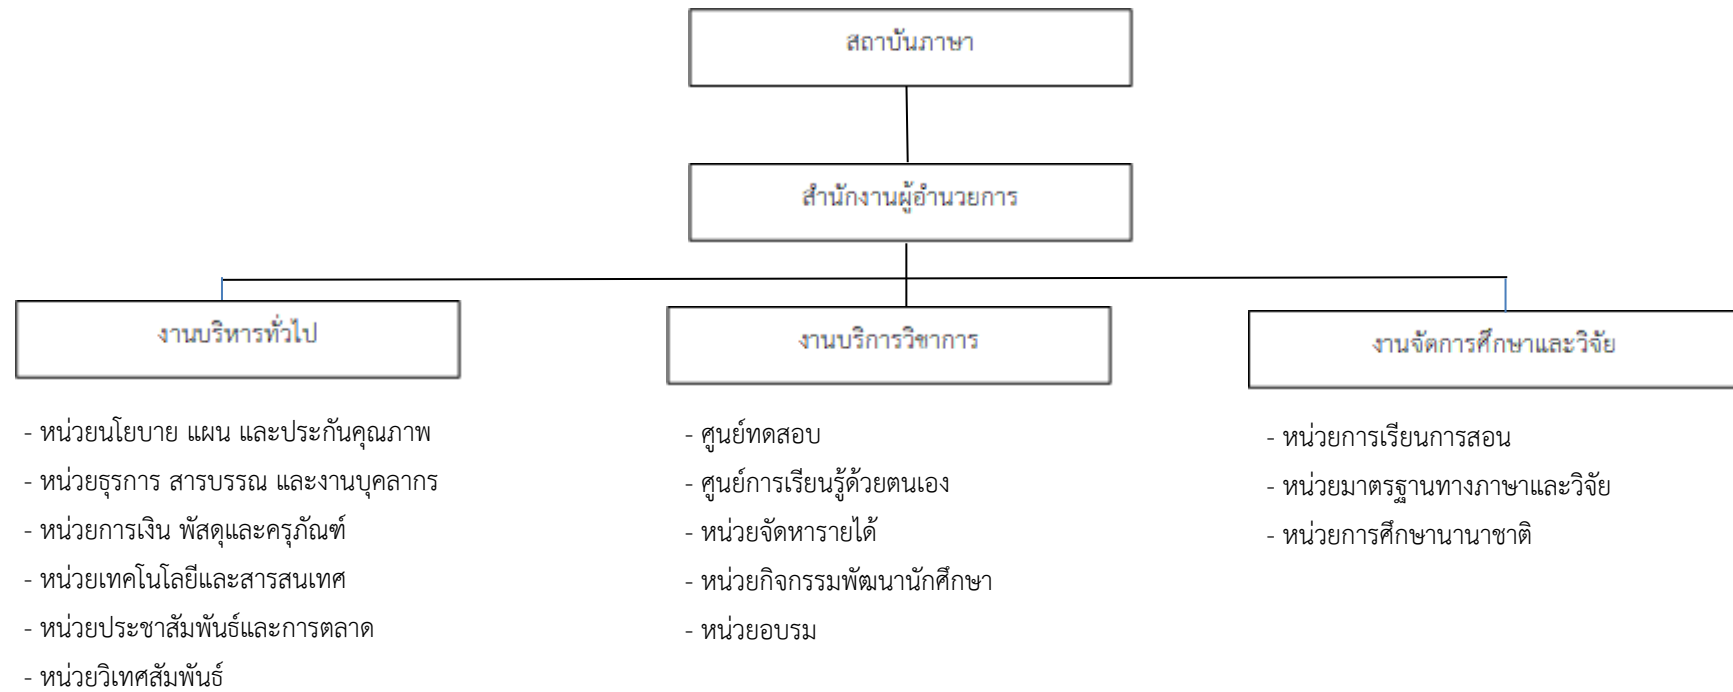 สถาบันภาษา
สำนักงานผู้อำนวยการ
งานบริหารทั่วไป
- หน่วยนโยบาย แผน และประกันคุณภาพ
- หน่วยธุรการ สารบรรณ และงานบุคลากร
- หน่วยการเงิน พัสดุและครุภัณฑ์
- หน่วยเทคโนโลยีและสารสนเทศ
- หน่วยประชาสัมพันธ์และการตลาด
- หน่วยวิเทศสัมพันธ์
งานบริการวิชาการ
- ศูนย์ทดสอบ
- ศูนย์การเรียนรู้ด้วยตนเอง
- หน่วยจัดหารายได้
- หน่วยกิจกรรมพัฒนานักศึกษา
- หน่วยอบรม
งานจัดการศึกษาและวิจัย
- หน่วยการเรียนการสอน
- หน่วยมาตรฐานทางภาษาและวิจัย
- หน่วยการศึกษานานาชาติ